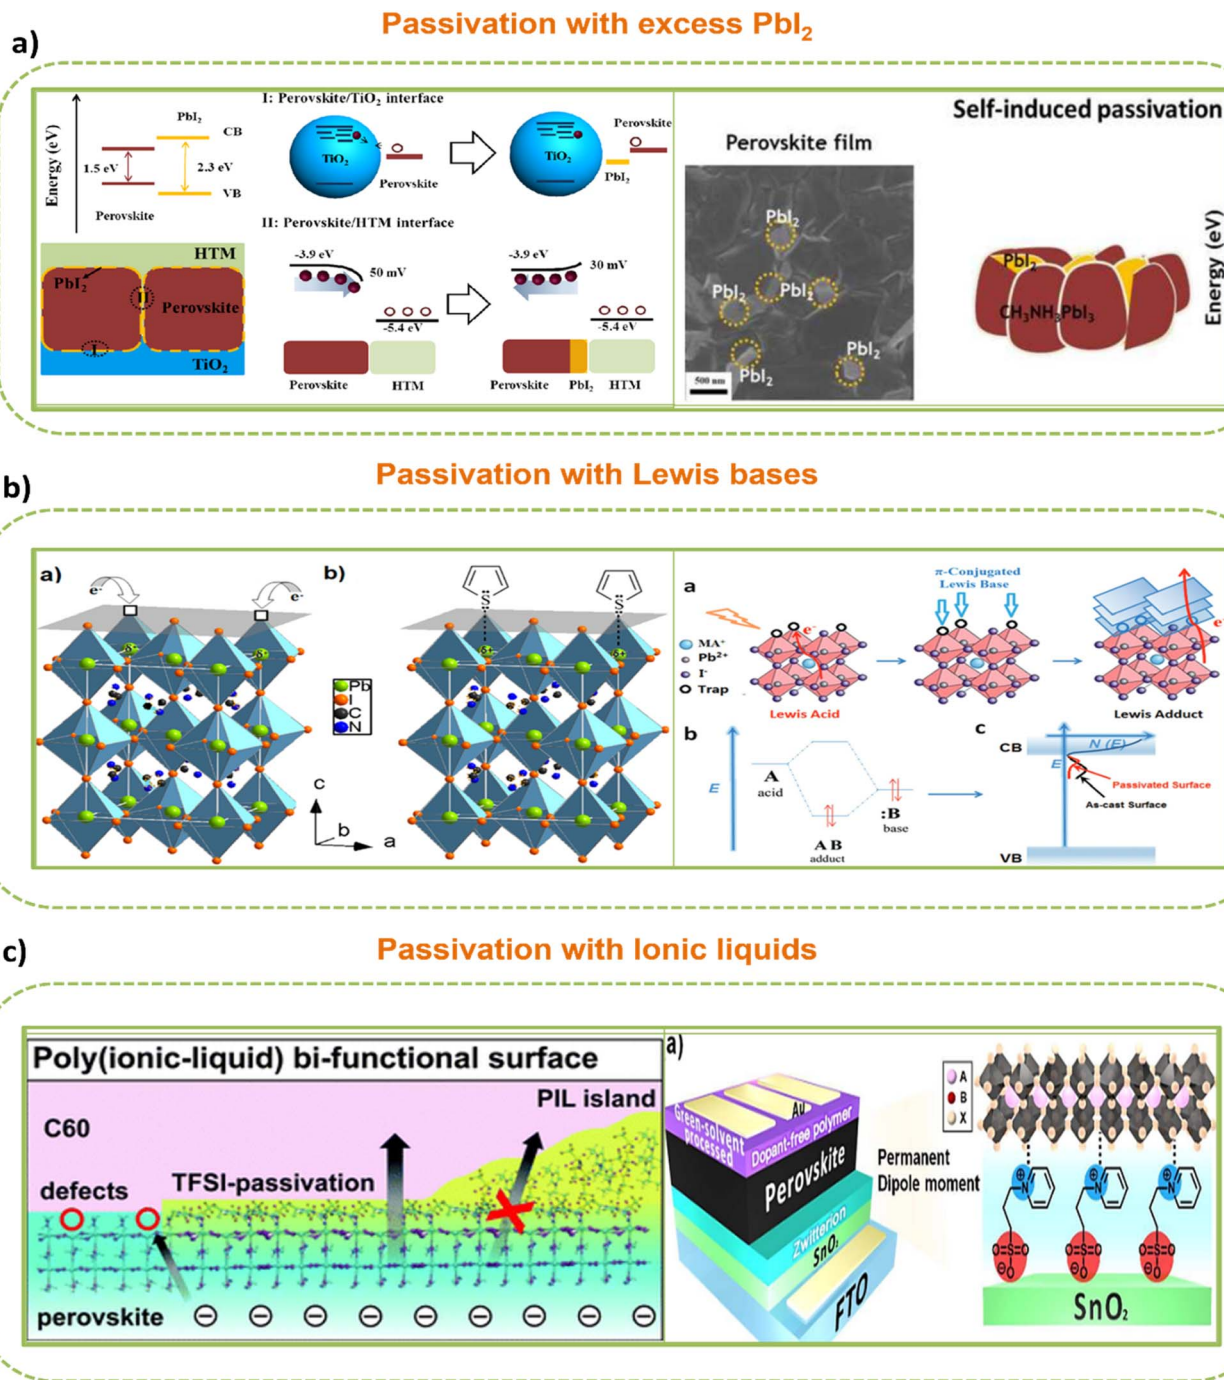 Passivation with excess PbI₂
a)
Energy (eV)
PbI₂
CB
1.5 eV
2.3 eV
VB
Perovskite
I: Perovskite/TiO₂ interface
TiO₂
Perovskite
TiO₂
Perovskite
PbI₂
HTM
PbI₂
II
Perovskite
I
TiO₂
II: Perovskite/HTM interface
-3.9 eV
50 mV
-5.4 eV
Perovskite
HTM
-3.9 eV
30 mV
-5.4 eV
Perovskite
PbI₂
HTM
Perovskite film
PbI₂
PbI₂
PbI₂
PbI₂
PbI₂
500 nm
Self-induced passivation
PbI₂
CH₃NH₃PbI₃
Energy (eV)
Passivation with Lewis bases
b)
a)
e⁻
e⁻
δ+
δ+
b)
S
S
δ+
δ+
Pb
I
C
N
c
b
a
a
MA⁺
Pb²⁺
I⁻
Trap
e⁻
Lewis Acid
π-Conjugated
Lewis Base
e⁻
Lewis Adduct
b
E
A
acid
A B
adduct
:B
base
c
CB
N (E)
E
Passivated Surface
As-cast Surface
VB
Passivation with Ionic liquids
c)
Poly(ionic-liquid) bi-functional surface
PIL island
C60
TFSI-passivation
defects
perovskite
a)
Au
Green-solvent
processed
Dopant-free polymer
Perovskite
Zwitterion
SnO₂
FTO
Permanent
Dipole moment
A
B
X
N
N
N
O=S=O
O
O=S=O
O
O=S=O
O
SnO₂